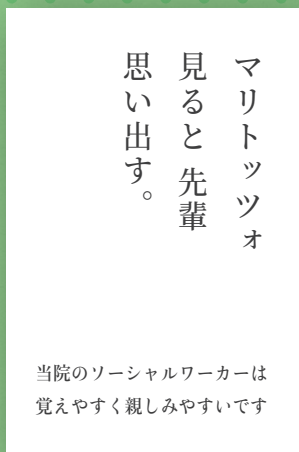 マリトッツォ
見ると 先輩
思い出す。
当院のソーシャルワーカーは
覚えやすく親しみやすいです